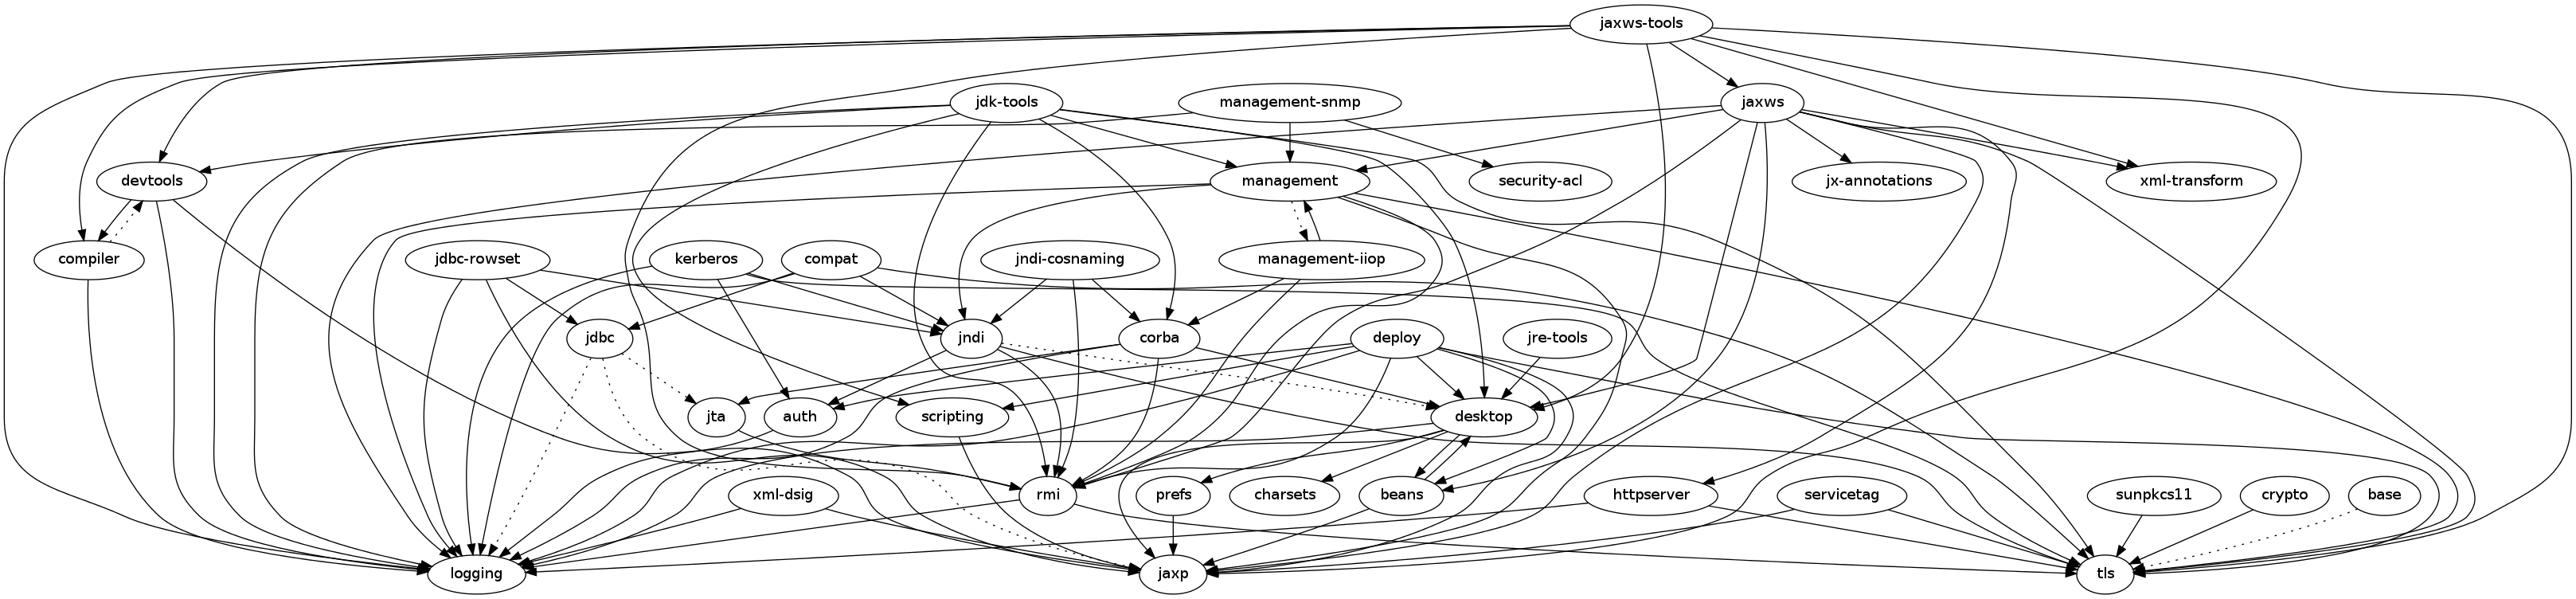 jaxws-tools
jdk-tools
management-snmp
jaxws
devtools
management
security-acl
jx-annotations
xml-transform
compiler
jdbc-rowset
kerberos
compat
jndi-cosnaming
management-iiop
jdbc
jndi
corba
deploy
jre-tools
jta
auth
scripting
desktop
xml-dsig
rmi
prefs
charsets
beans
httpserver
servicetag
sunpkcs11
crypto
base
logging
jaxp
tls